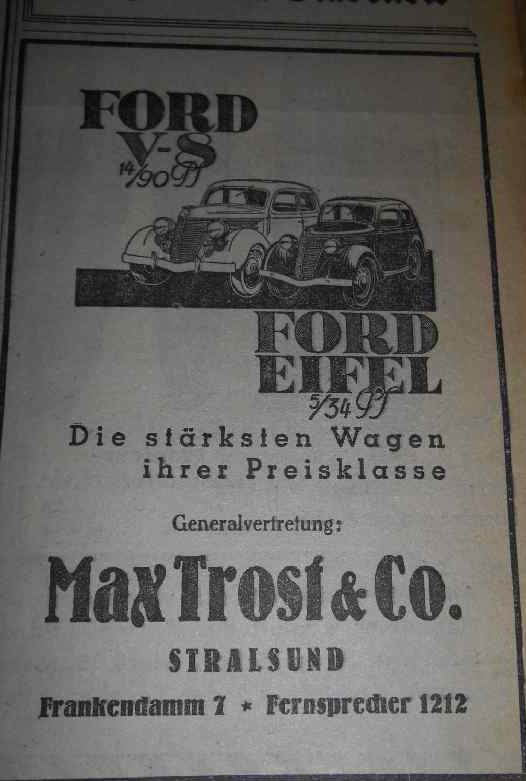 FORD
V-8
14/90 PS
FORD
EIFEL
5/34 PS
Die stärksten Wagen
ihrer Preisklasse
Generalvertretung:
Max Trost & Co.
STRALSUND
Frankendamm 7 * Fernsprecher 1212